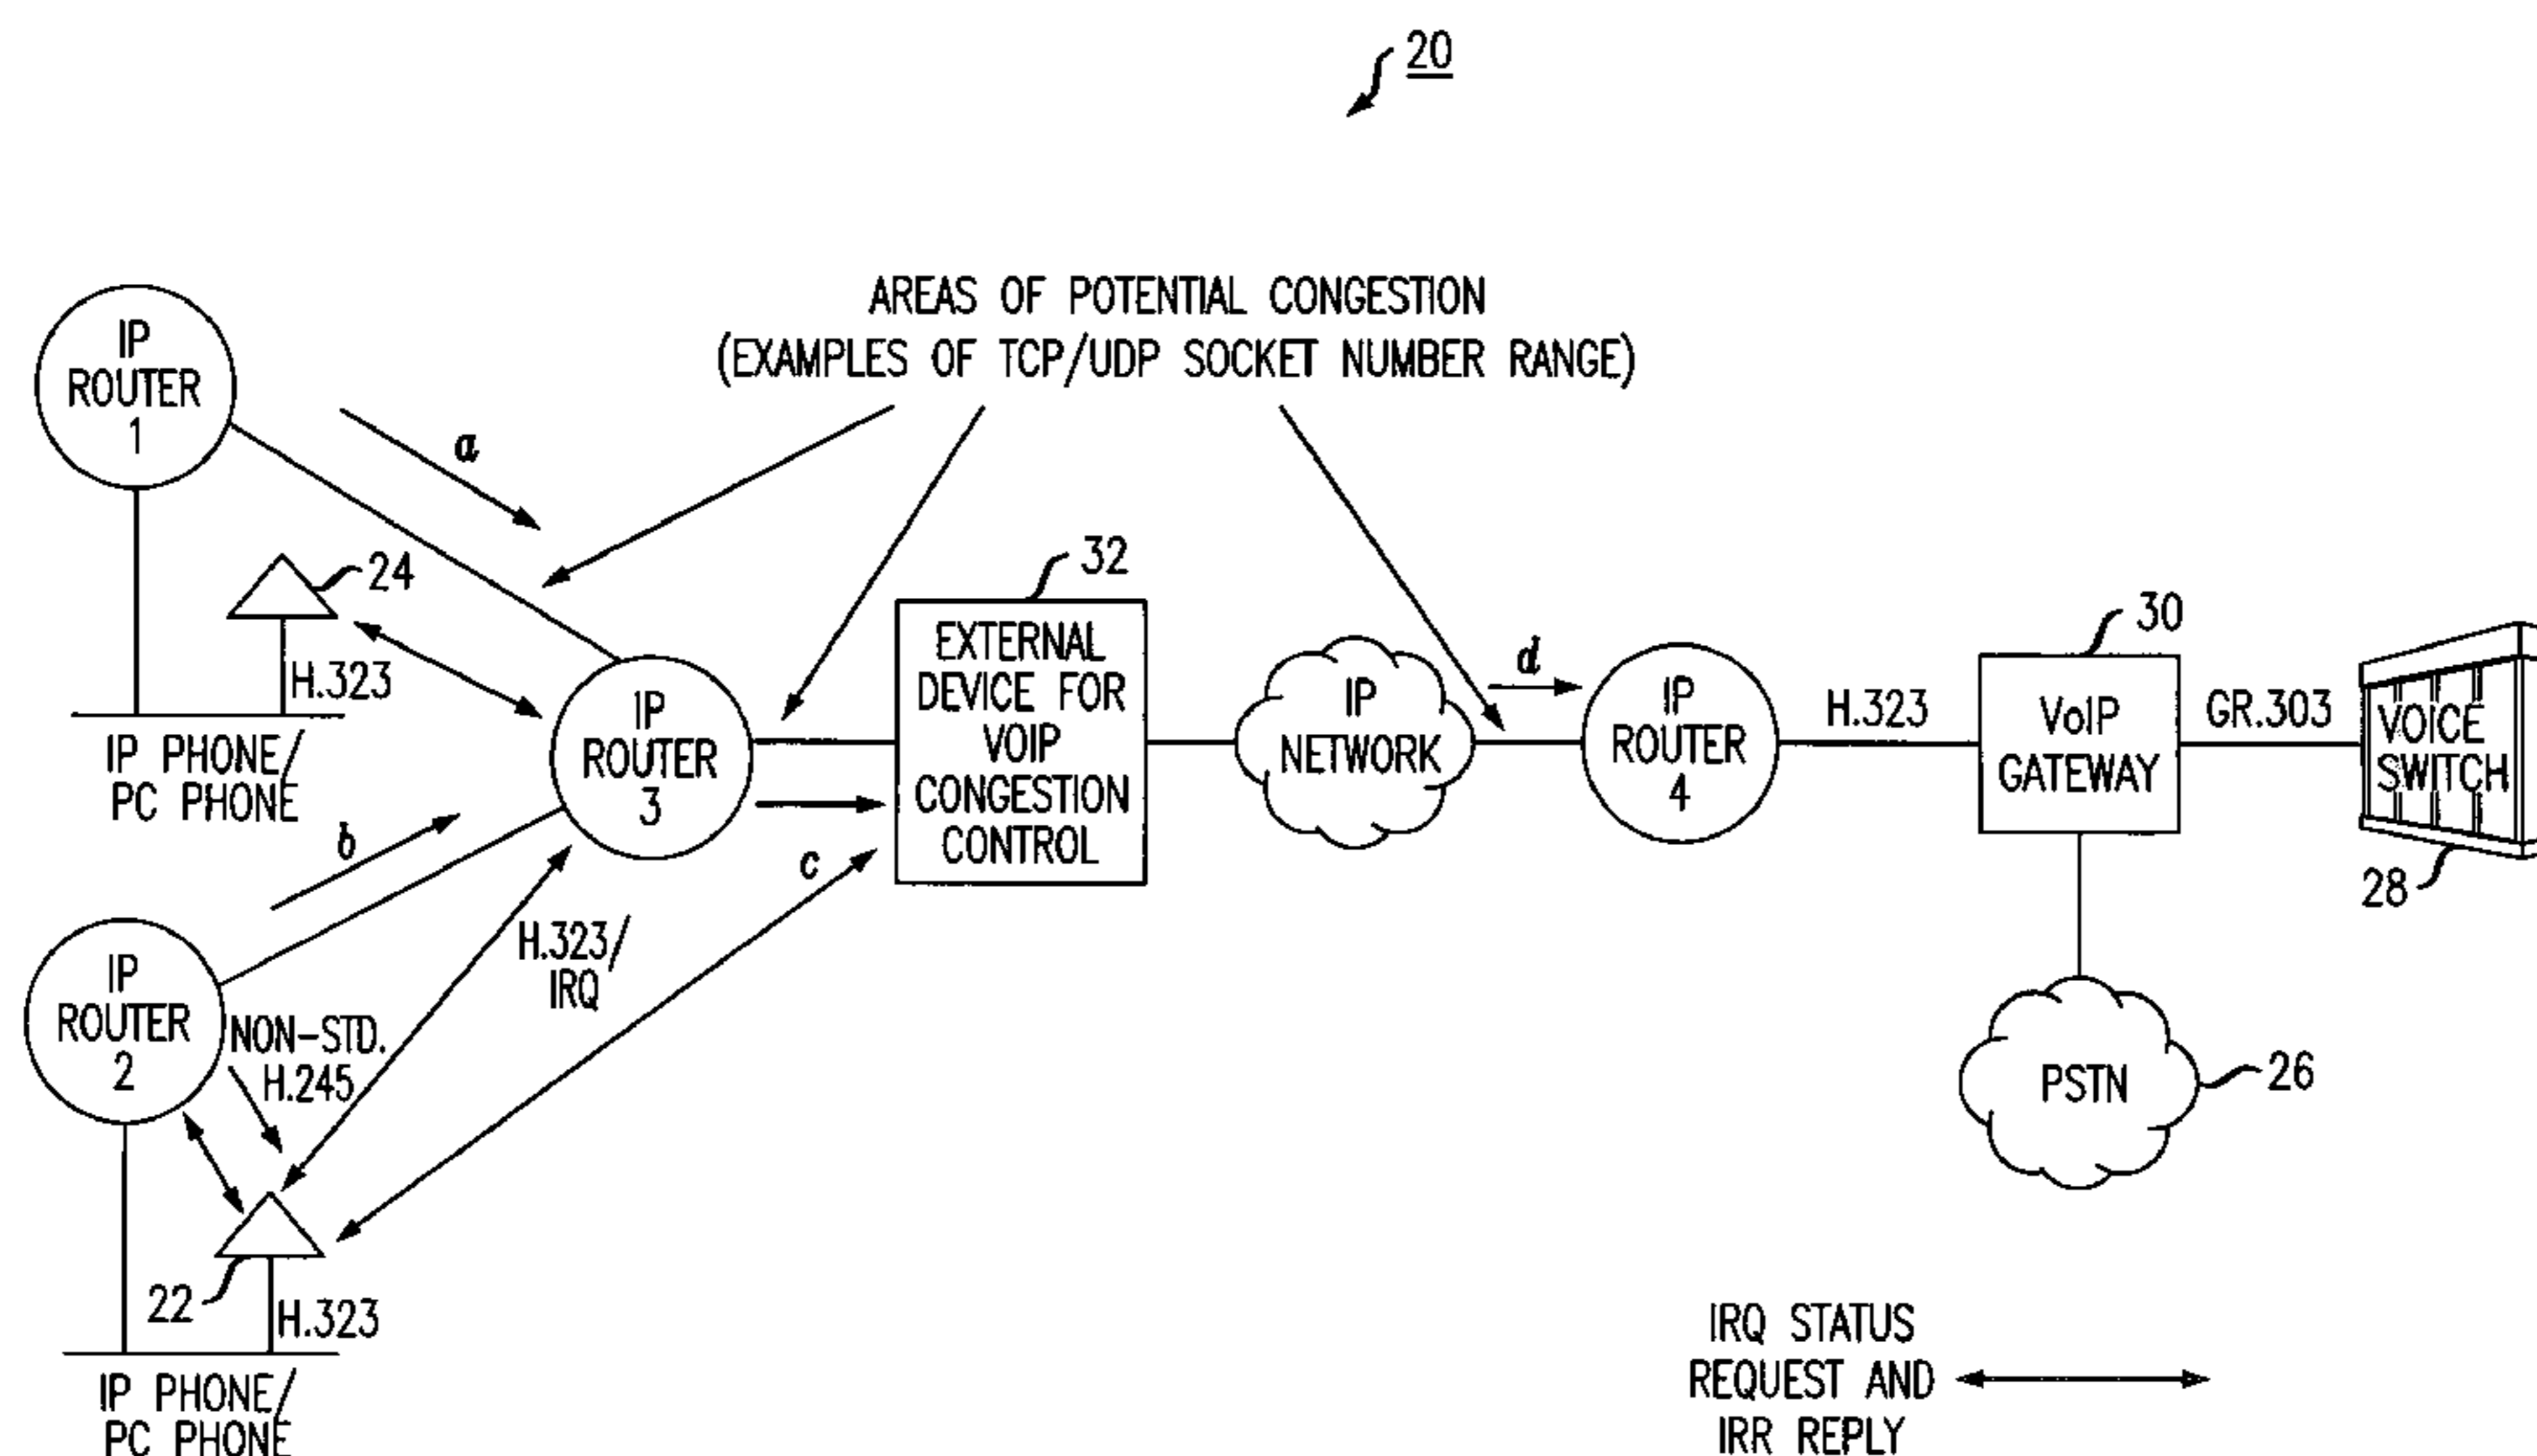 20
AREAS OF POTENTIAL CONGESTION
(EXAMPLES OF TCP/UDP SOCKET NUMBER RANGE)
IP
ROUTER
1
a
24
H.323
IP PHONE/
PC PHONE
b
IP
ROUTER
3
32
EXTERNAL
DEVICE FOR
VOIP
CONGESTION
CONTROL
c
H.323/
IRQ
IP
NETWORK
d
IP
ROUTER
4
H.323
30
VoIP
GATEWAY
GR.303
VOICE
SWITCH
28
PSTN
26
IP
ROUTER
2
NON-STD.
H.245
22
H.323
IP PHONE/
PC PHONE
IRQ STATUS
REQUEST AND
IRR REPLY